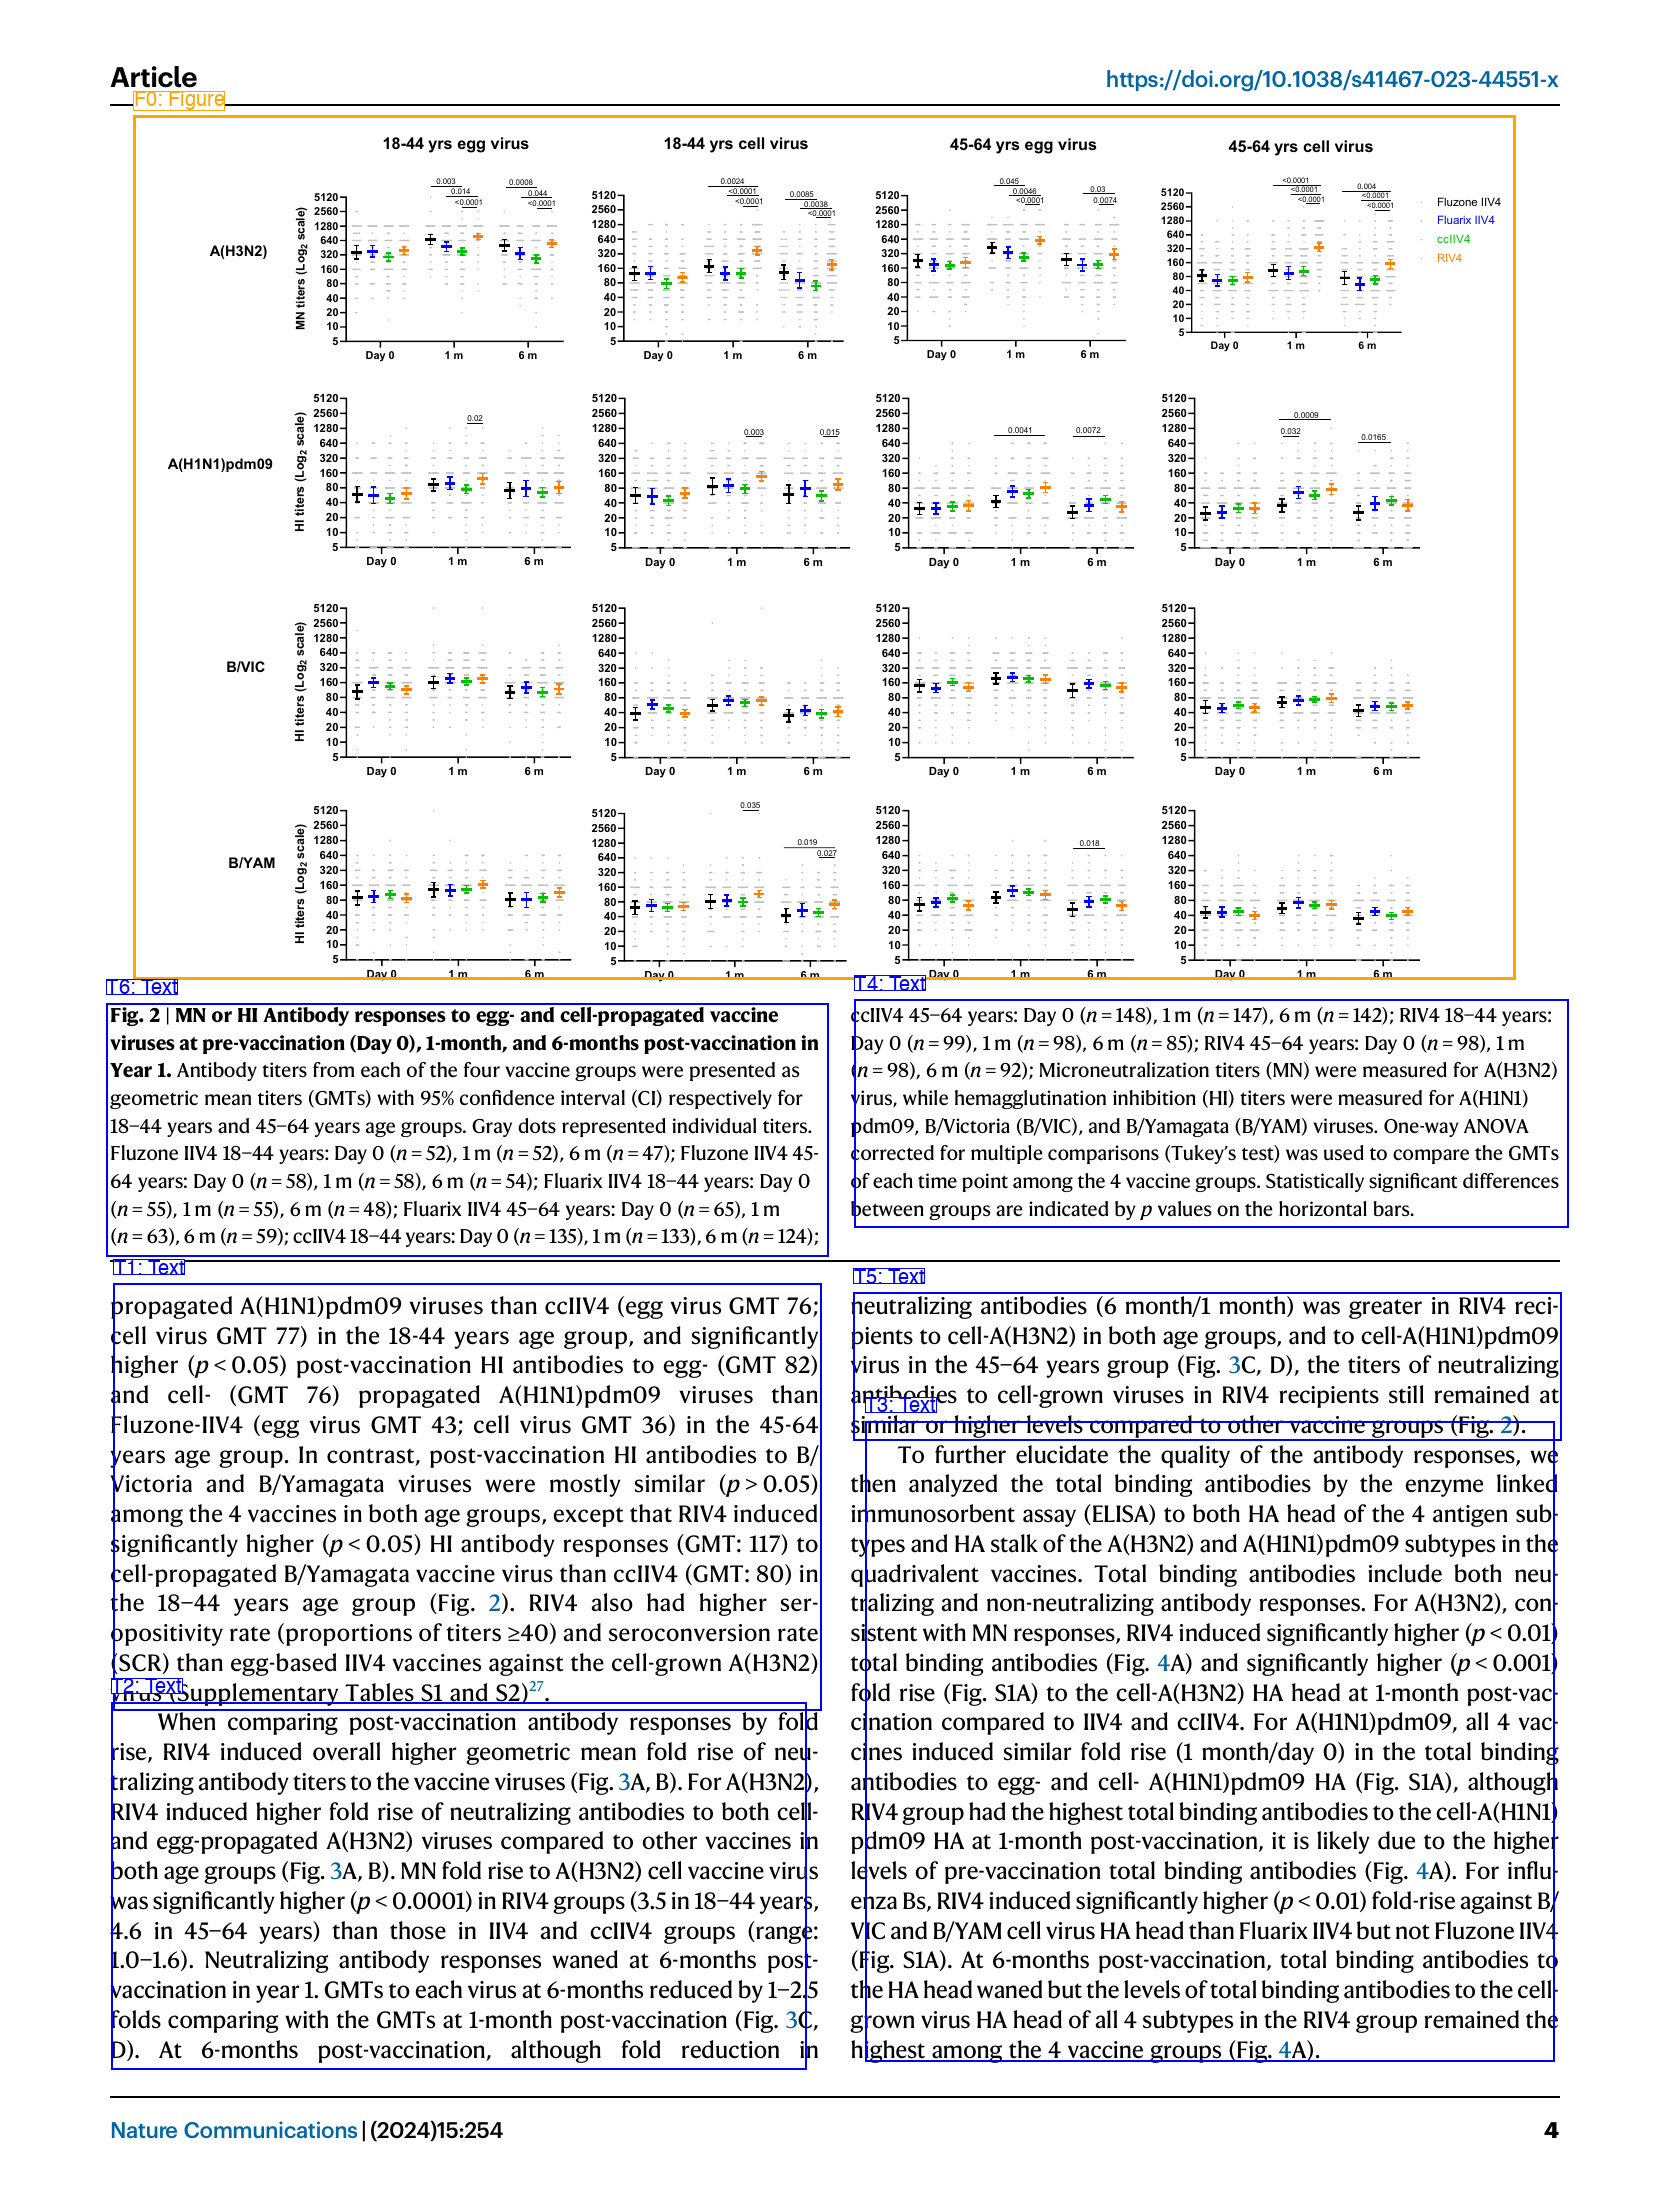 Article
https://doi.org/10.1038/s41467-023-44551-x
F0: Figure
18-44 yrs egg virus
18-44 yrs cell virus
45-64 yrs egg virus
45-64 yrs cell virus
A(H3N2)
MN titers (Log2 scale)
Fluzone IIV4
Fluarix IIV4
ccIIV4
RIV4
A(H1N1)pdm09
HI titers (Log2 scale)
B/VIC
HI titers (Log2 scale)
B/YAM
HI titers (Log2 scale)
Day 0 1 m 6 m
T6: Text
Fig. 2 | MN or HI Antibody responses to egg- and cell-propagated vaccine
viruses at pre-vaccination (Day 0), 1-month, and 6-months post-vaccination in
Year 1. Antibody titers from each of the four vaccine groups were presented as
geometric mean titers (GMTs) with 95% confidence interval (CI) respectively for
18–44 years and 45–64 years age groups. Gray dots represented individual titers.
Fluzone IIV4 18–44 years: Day 0 (n = 52), 1 m (n = 52), 6 m (n = 47); Fluzone IIV4 45-
64 years: Day 0 (n = 58), 1 m (n = 58), 6 m (n = 54); Fluarix IIV4 18–44 years: Day 0
(n = 55), 1 m (n = 55), 6 m (n = 48); Fluarix IIV4 45–64 years: Day 0 (n = 65), 1 m
(n = 63), 6 m (n = 59); ccIIV4 18–44 years: Day 0 (n = 135), 1 m (n = 133), 6 m (n = 124);
T4: Text
ccIIV4 45–64 years: Day 0 (n = 148), 1 m (n = 147), 6 m (n = 142); RIV4 18–44 years:
Day 0 (n = 99), 1 m (n = 98), 6 m (n = 85); RIV4 45–64 years: Day 0 (n = 98), 1 m
(n = 98), 6 m (n = 92); Microneutralization titers (MN) were measured for A(H3N2)
virus, while hemagglutination inhibition (HI) titers were measured for A(H1N1)
pdm09, B/Victoria (B/VIC), and B/Yamagata (B/YAM) viruses. One-way ANOVA
corrected for multiple comparisons (Tukey's test) was used to compare the GMTs
of each time point among the 4 vaccine groups. Statistically significant differences
between groups are indicated by p values on the horizontal bars.
T1: Text
propagated A(H1N1)pdm09 viruses than ccIIV4 (egg virus GMT 76;
cell virus GMT 77) in the 18-44 years age group, and significantly
higher (p < 0.05) post-vaccination HI antibodies to egg- (GMT 82)
and cell- (GMT 76) propagated A(H1N1)pdm09 viruses than
Fluzone-IIV4 (egg virus GMT 43; cell virus GMT 36) in the 45-64
years age group. In contrast, post-vaccination HI antibodies to B/
Victoria and B/Yamagata viruses were mostly similar (p > 0.05)
among the 4 vaccines in both age groups, except that RIV4 induced
significantly higher (p < 0.05) HI antibody responses (GMT: 117) to
cell-propagated B/Yamagata vaccine virus than ccIIV4 (GMT: 80) in
the 18–44 years age group (Fig. 2). RIV4 also had higher ser-
opositivity rate (proportions of titers ≥40) and seroconversion rate
(SCR) than egg-based IIV4 vaccines against the cell-grown A(H3N2)
virus (Supplementary Tables S1 and S2)27.
T2: Text
When comparing post-vaccination antibody responses by fold
rise, RIV4 induced overall higher geometric mean fold rise of neu-
tralizing antibody titers to the vaccine viruses (Fig. 3A, B). For A(H3N2),
RIV4 induced higher fold rise of neutralizing antibodies to both cell-
and egg-propagated A(H3N2) viruses compared to other vaccines in
both age groups (Fig. 3A, B). MN fold rise to A(H3N2) cell vaccine virus
was significantly higher (p < 0.0001) in RIV4 groups (3.5 in 18–44 years,
4.6 in 45–64 years) than those in IIV4 and ccIIV4 groups (range:
1.0–1.6). Neutralizing antibody responses waned at 6-months post-
vaccination in year 1. GMTs to each virus at 6-months reduced by 1–2.5
folds comparing with the GMTs at 1-month post-vaccination (Fig. 3C,
D). At 6-months post-vaccination, although fold reduction in
T5: Text
neutralizing antibodies (6 month/1 month) was greater in RIV4 reci-
pients to cell-A(H3N2) in both age groups, and to cell-A(H1N1)pdm09
virus in the 45–64 years group (Fig. 3C, D), the titers of neutralizing
antibodies to cell-grown viruses in RIV4 recipients still remained at
similar or higher levels compared to other vaccine groups (Fig. 2).
T3: Text
To further elucidate the quality of the antibody responses, we
then analyzed the total binding antibodies by the enzyme linked
immunosorbent assay (ELISA) to both HA head of the 4 antigen sub-
types and HA stalk of the A(H3N2) and A(H1N1)pdm09 subtypes in the
quadrivalent vaccines. Total binding antibodies include both neu-
tralizing and non-neutralizing antibody responses. For A(H3N2), con-
sistent with MN responses, RIV4 induced significantly higher (p < 0.01)
total binding antibodies (Fig. 4A) and significantly higher (p < 0.001)
fold rise (Fig. S1A) to the cell-A(H3N2) HA head at 1-month post-vac-
cination compared to IIV4 and ccIIV4. For A(H1N1)pdm09, all 4 vac-
cines induced similar fold rise (1 month/day 0) in the total binding
antibodies to egg- and cell- A(H1N1)pdm09 HA (Fig. S1A), although
RIV4 group had the highest total binding antibodies to the cell-A(H1N1)
pdm09 HA at 1-month post-vaccination, it is likely due to the higher
levels of pre-vaccination total binding antibodies (Fig. 4A). For influ-
enza Bs, RIV4 induced significantly higher (p < 0.01) fold-rise against B/
VIC and B/YAM cell virus HA head than Fluarix IIV4 but not Fluzone IIV4
(Fig. S1A). At 6-months post-vaccination, total binding antibodies to
the HA head waned but the levels of total binding antibodies to the cell-
grown virus HA head of all 4 subtypes in the RIV4 group remained the
highest among the 4 vaccine groups (Fig. 4A).
Nature Communications | (2024)15:254
4